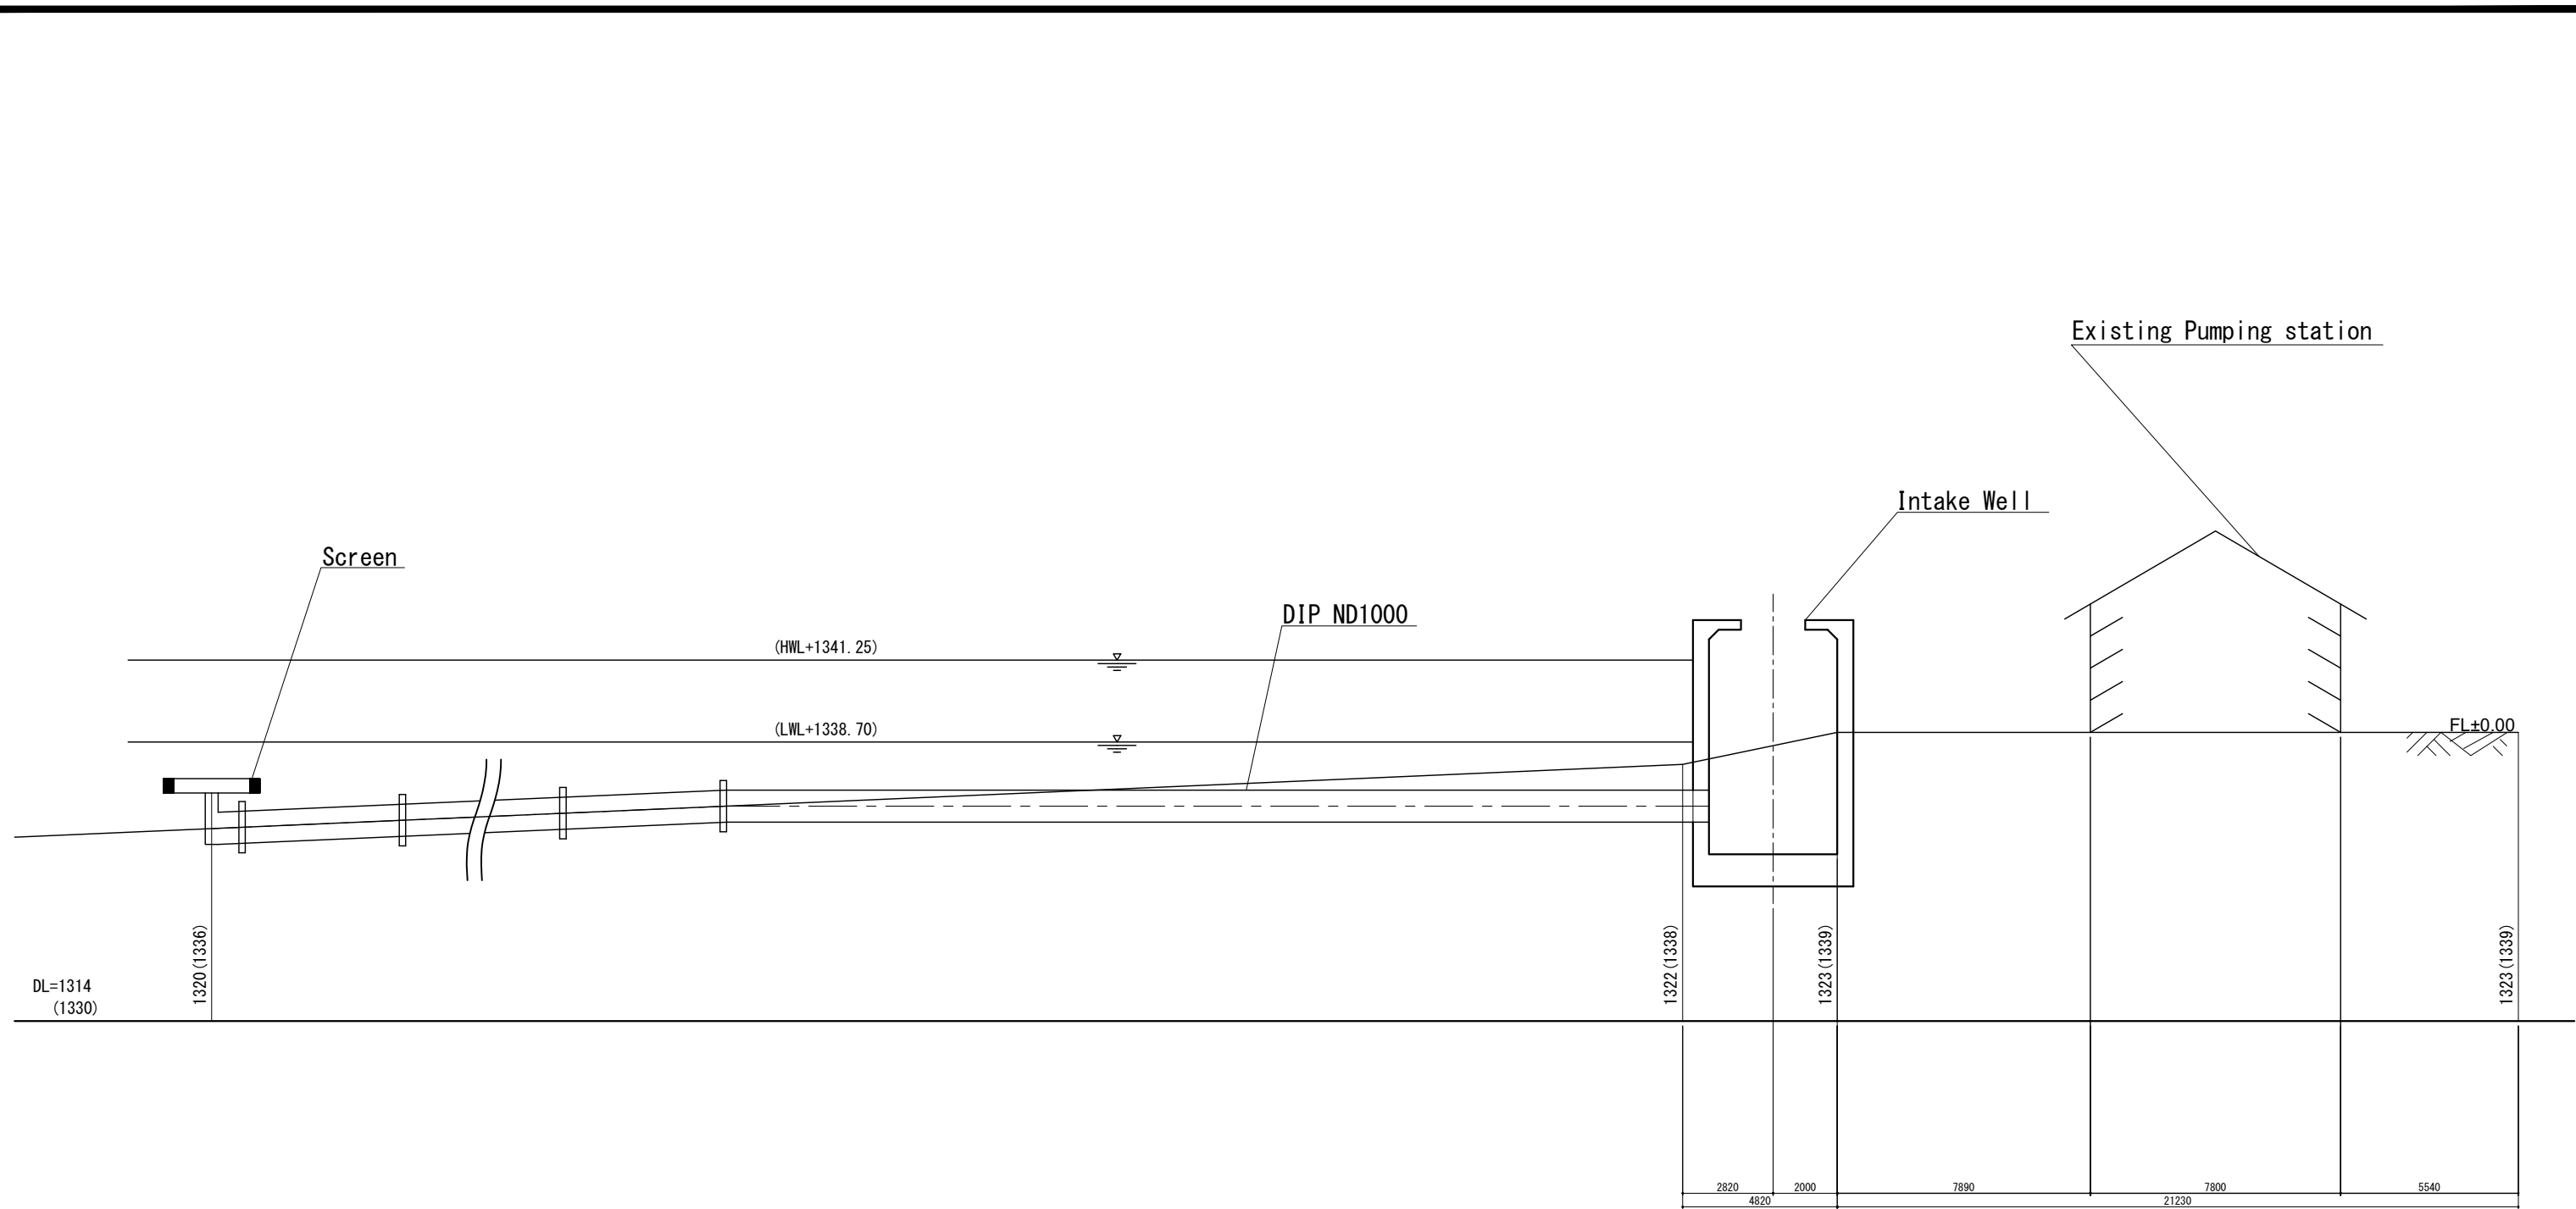 Existing Pumping station
Intake Well
Screen
DIP ND1000
(HWL+1341.25)
(LWL+1338.70)
FL±0.00
1320(1336)
1322(1338)
1323(1339)
1323(1339)
DL=1314
(1330)
2820
2000
7890
7800
5540
4820
21230